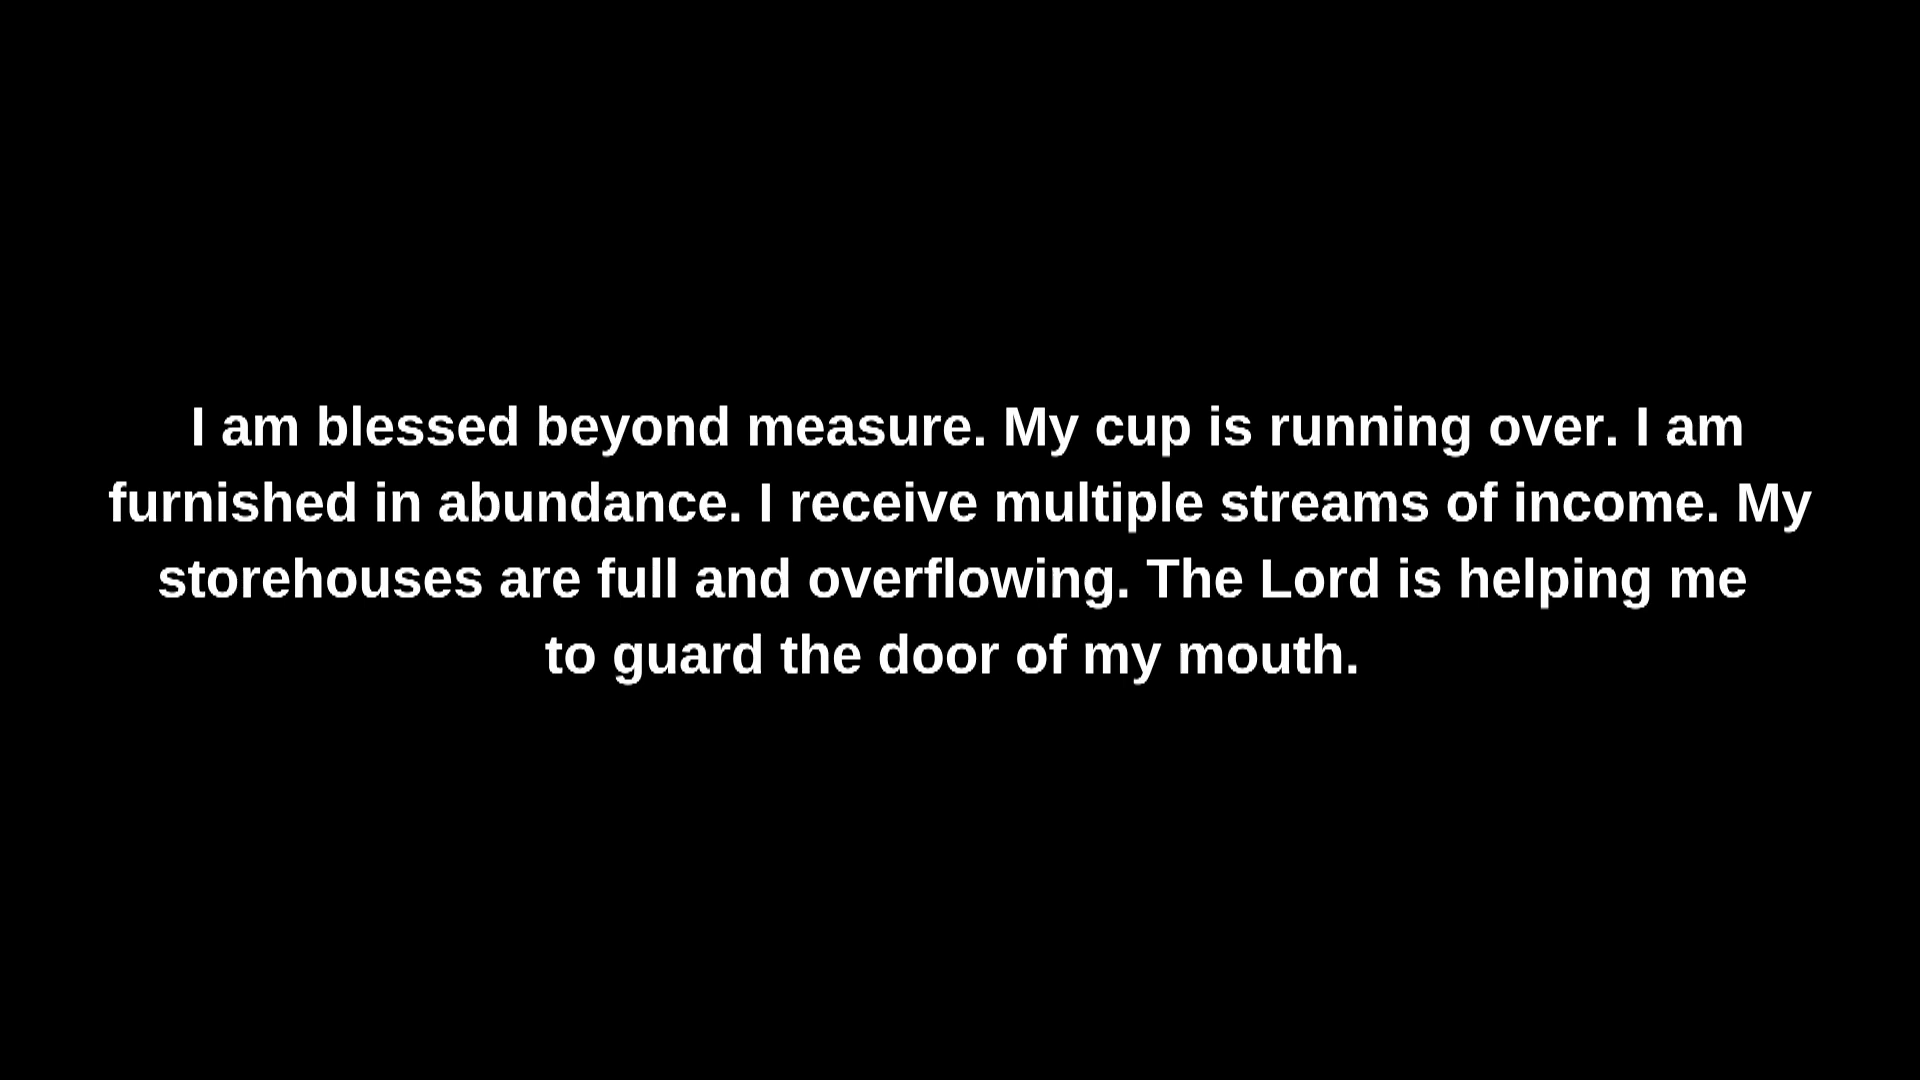 I am blessed beyond measure. My cup is running over. I am
furnished in abundance. I receive multiple streams of income. My
storehouses are full and overflowing. The Lord is helping me
to guard the door of my mouth.